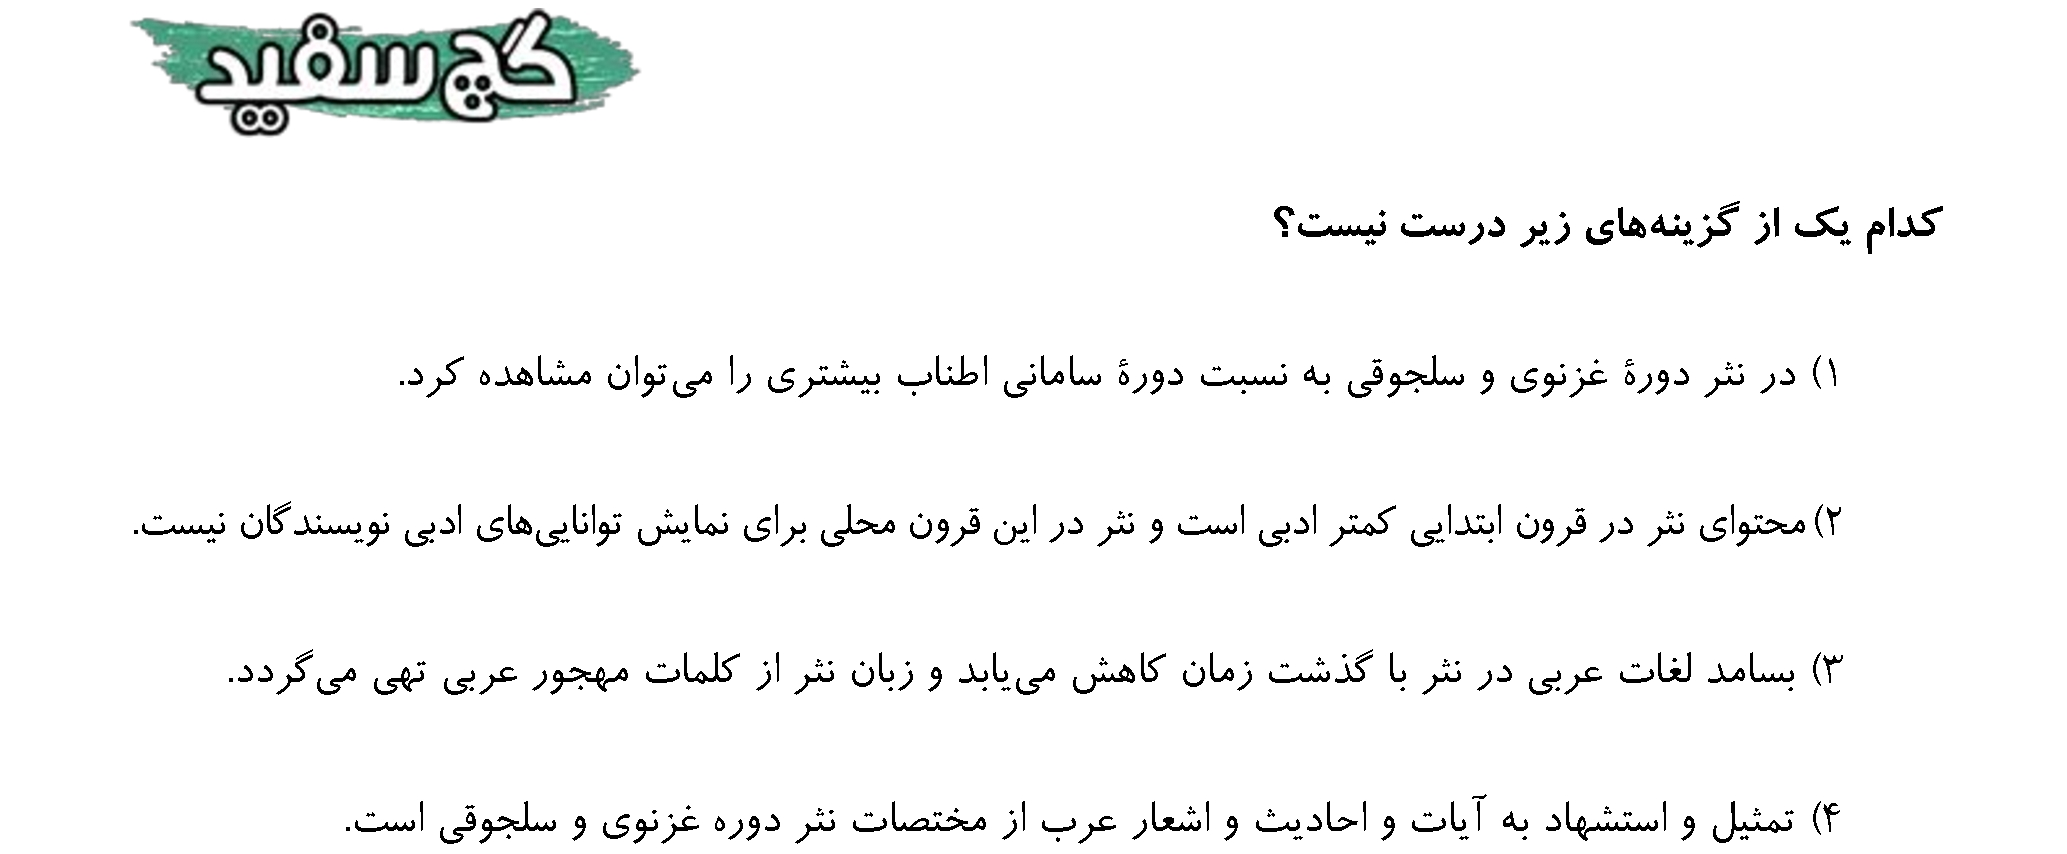 گچ سفید
کدام یک از گزینه‌های زیر درست نیست؟
۱) در نثر دورهٔ غزنوی و سلجوقی به نسبت دورهٔ سامانی اطناب بیشتری را می‌توان مشاهده کرد.
۲) محتوای نثر در قرون ابتدایی کمتر ادبی است و نثر در این قرون محلی برای نمایش توانایی‌های ادبی نویسندگان نیست.
۳) بسامد لغات عربی در نثر با گذشت زمان کاهش می‌یابد و زبان نثر از کلمات مهجور عربی تهی می‌گردد.
۴) تمثیل و استشهاد به آیات و احادیث و اشعار عرب از مختصات نثر دوره غزنوی و سلجوقی است.